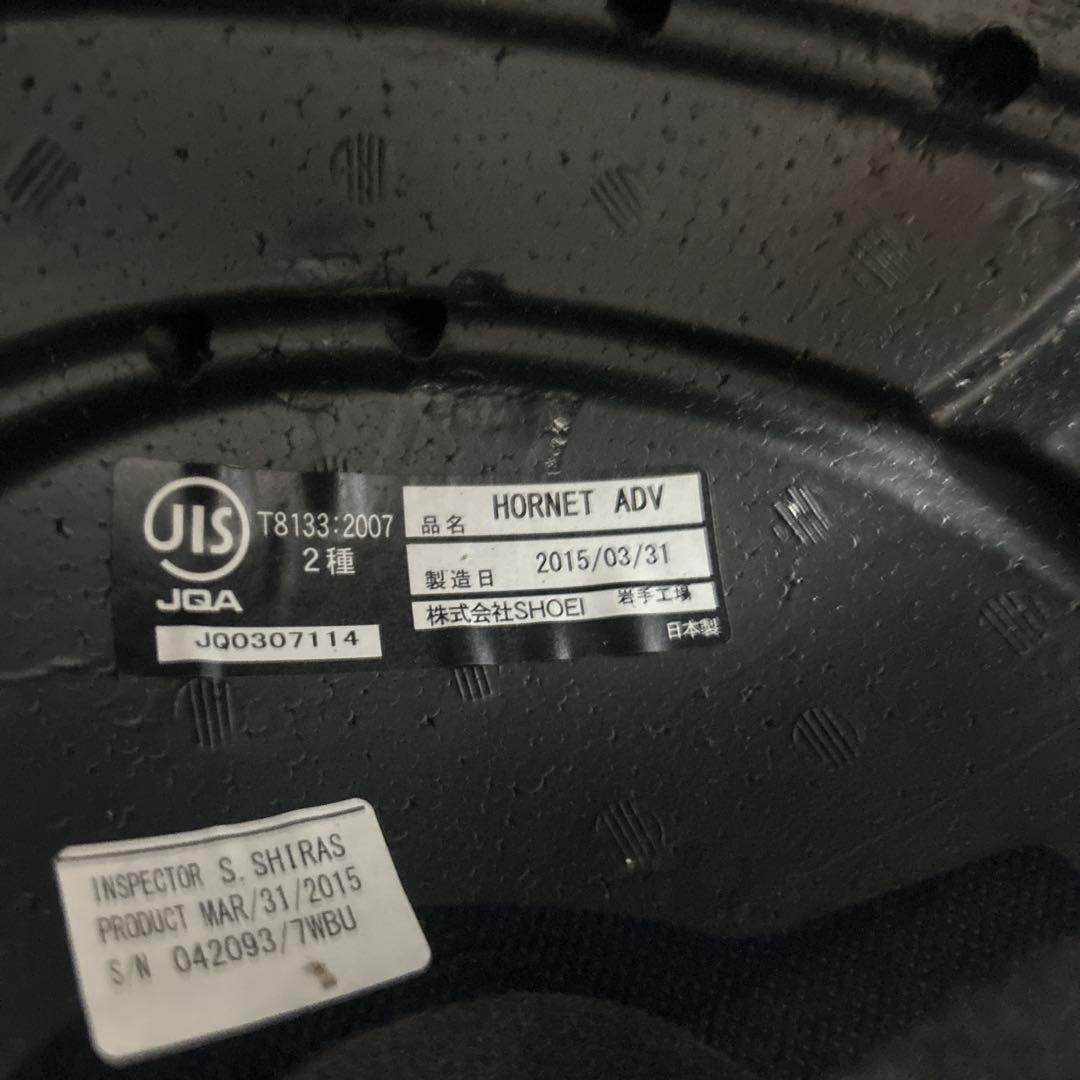 JIS
T8133:2007
2種
JQA
JQ0307114
品名 HORNET ADV
製造日 2015/03/31
株式会社SHOEI 岩手工場
日本製
INSPECTOR S. SHIRAS
PRODUCT MAR/31/2015
S/N 042093/7WBU